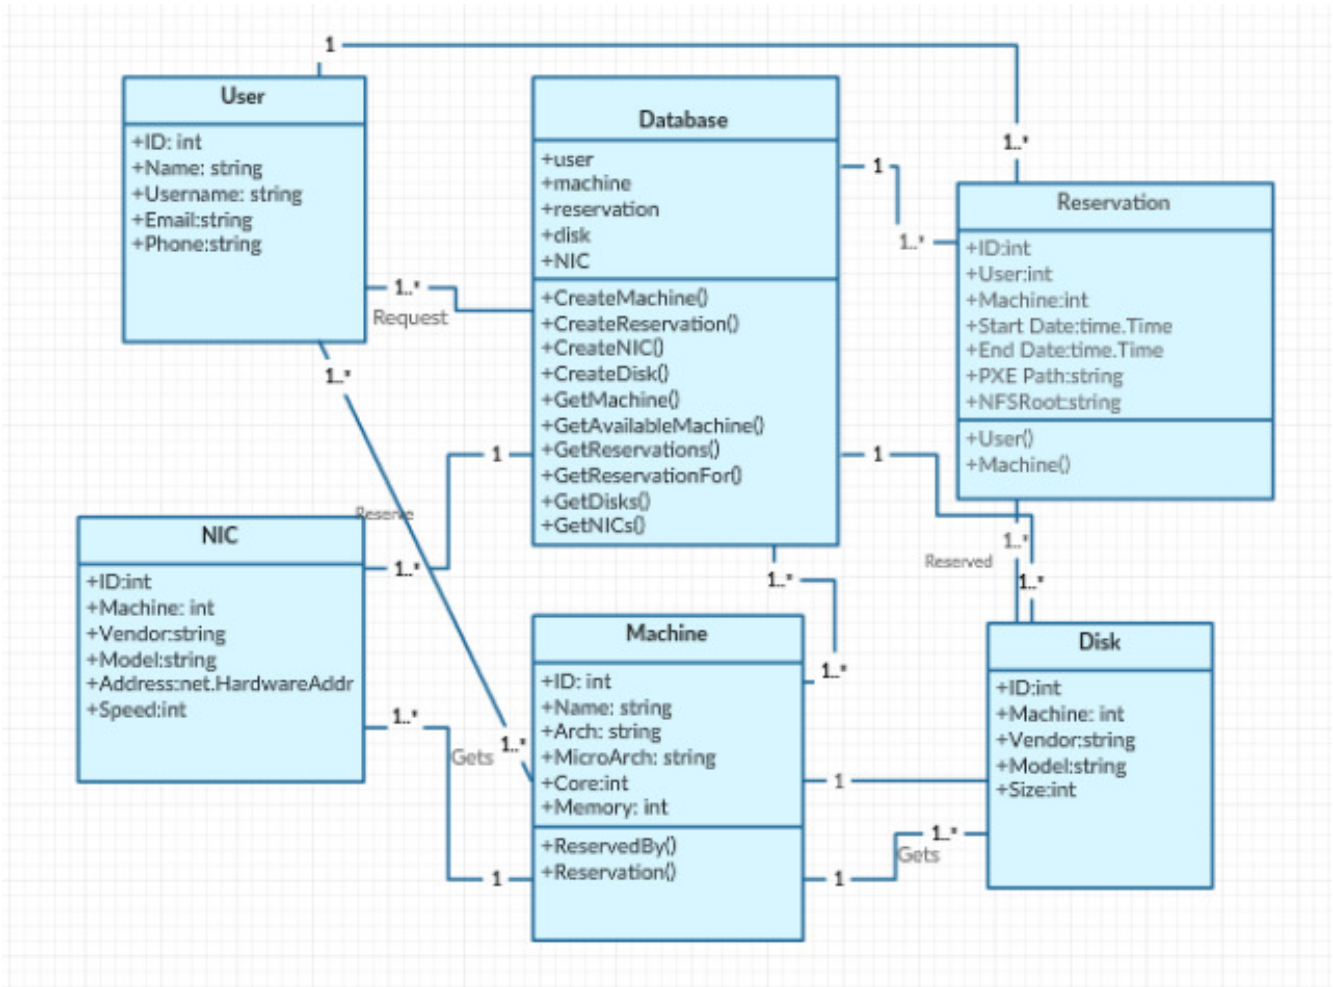 1
User
+ID: int
+Name: string
+Username: string
+Email:string
+Phone:string
Database
+user
+machine
+reservation
+disk
+NIC
+CreateMachine()
+CreateReservation()
+CreateNIC()
+CreateDisk()
+GetMachine()
+GetAvailableMachine()
+GetReservations()
+GetReservationFor()
+GetDisks()
+GetNICs()
1
1..*
1..*
Reservation
+ID:int
+User:int
+Machine:int
+Start Date:time.Time
+End Date:time.Time
+PXE Path:string
+NFSRoot:string
+User()
+Machine()
1..*
Request
1..*
1
1
Reserve
1..*
NIC
+ID:int
+Machine: int
+Vendor:string
+Model:string
+Address:net.HardwareAddr
+Speed:int
1..*
Reserved
1..*
1..*
1..*
Machine
+ID: int
+Name: string
+Arch: string
+MicroArch: string
+Core:int
+Memory: int
+ReservedBy()
+Reservation()
Disk
+ID:int
+Machine: int
+Vendor:string
+Model:string
+Size:int
1..*
Gets
1..*
1
1
1
1..*
Gets